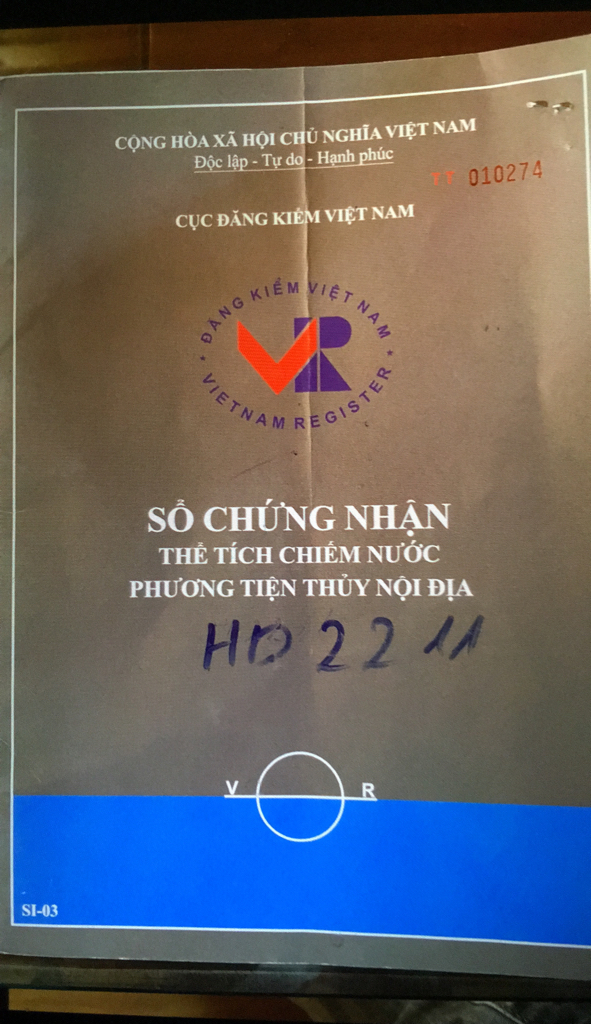 CỘNG HÒA XÃ HỘI CHỦ NGHĨA VIỆT NAM
Độc lập - Tự do - Hạnh phúc
TT 010274
CỤC ĐĂNG KIỂM VIỆT NAM
* ĐĂNG KIỂM VIỆT NAM *
VR
VIETNAM REGISTER
SỔ CHỨNG NHẬN
THỂ TÍCH CHIẾM NƯỚC
PHƯƠNG TIỆN THỦY NỘI ĐỊA
HD 2211
V R
SI-03